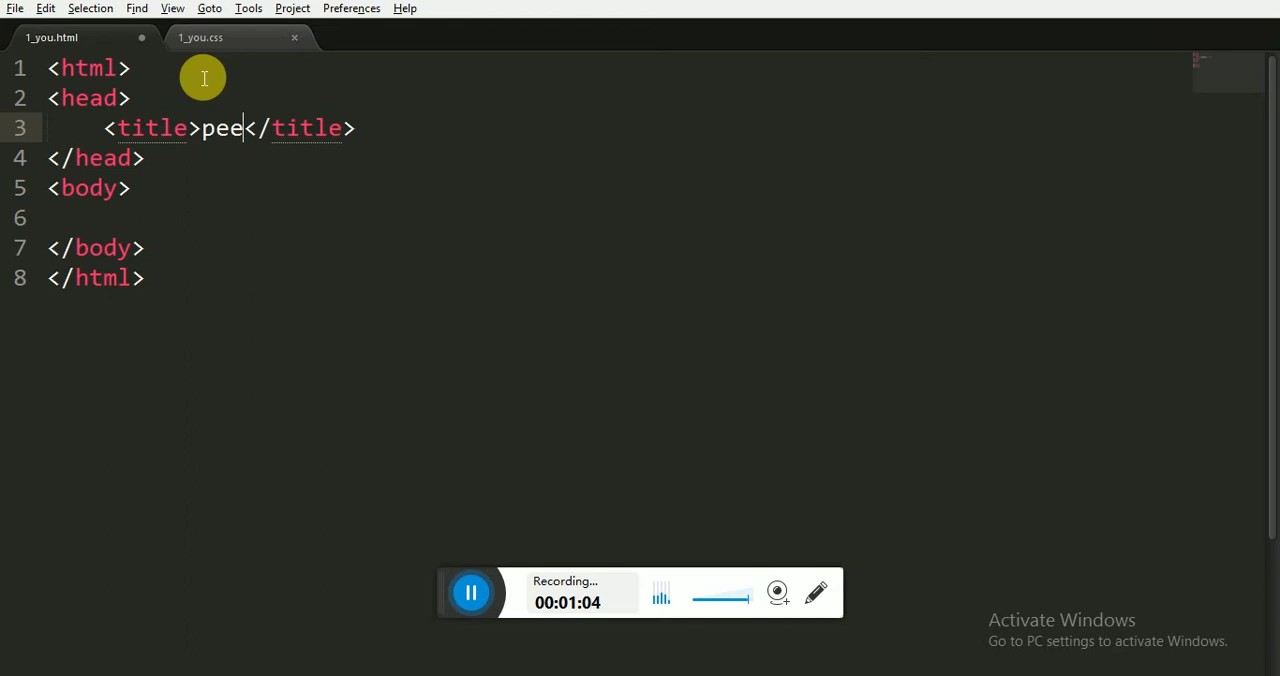 File Edit Selection Find View Goto Tools Project Preferences Help
1_you.html 1_you.css
1 <html>
2 <head>
3 <title>pee</title>
4 </head>
5 <body>
6
7 </body>
8 </html>
Recording...
00:01:04
Activate Windows
Go to PC settings to activate Windows.